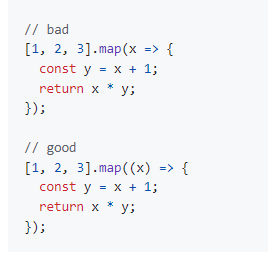 // bad
[1, 2, 3].map(x => {
  const y = x + 1;
  return x * y;
});
// good
[1, 2, 3].map((x) => {
  const y = x + 1;
  return x * y;
});